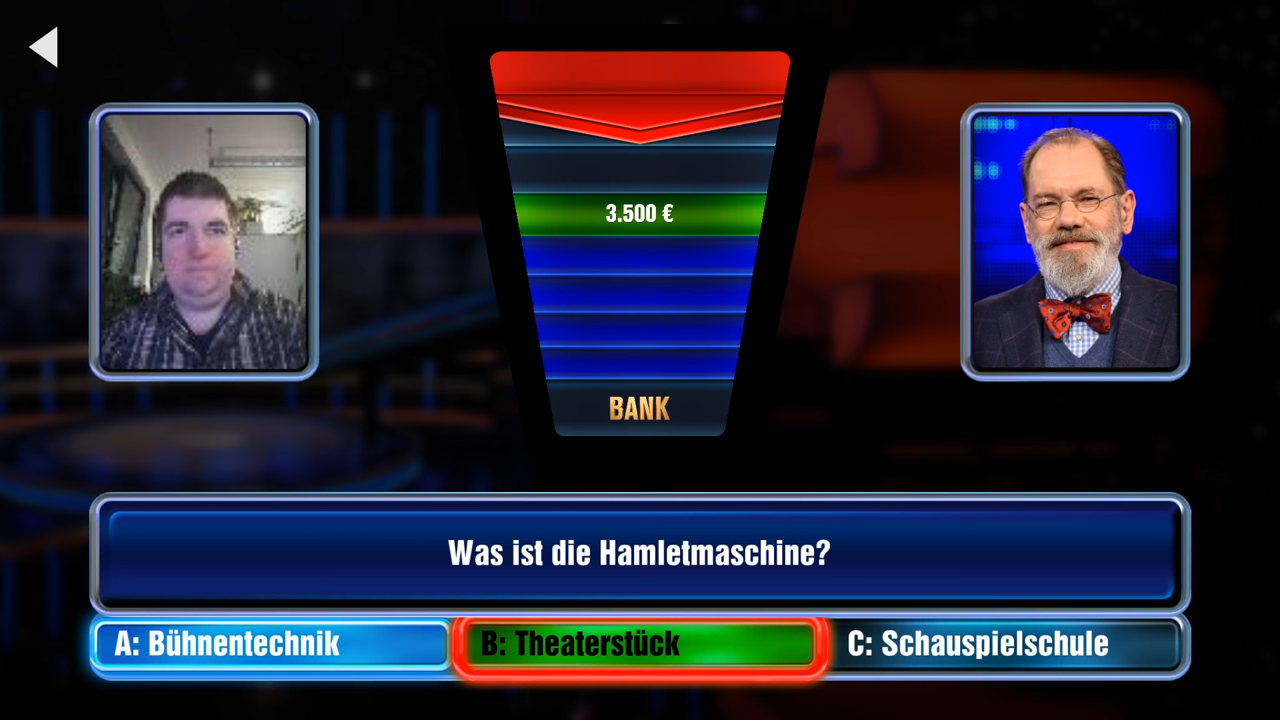 3.500 €
BANK
Was ist die Hamletmaschine?
A: Bühnentechnik
B: Theaterstück
C: Schauspielschule